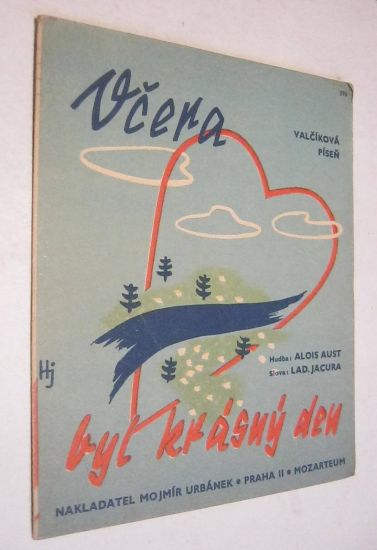 Včera
VALČÍKOVÁ
PÍSEŇ
Hudba: ALOIS AUST
Slova: LAD. JACURA
Hj
byl krásný den
NAKLADATEL MOJMÍR URBÁNEK • PRAHA II • MOZARTEUM